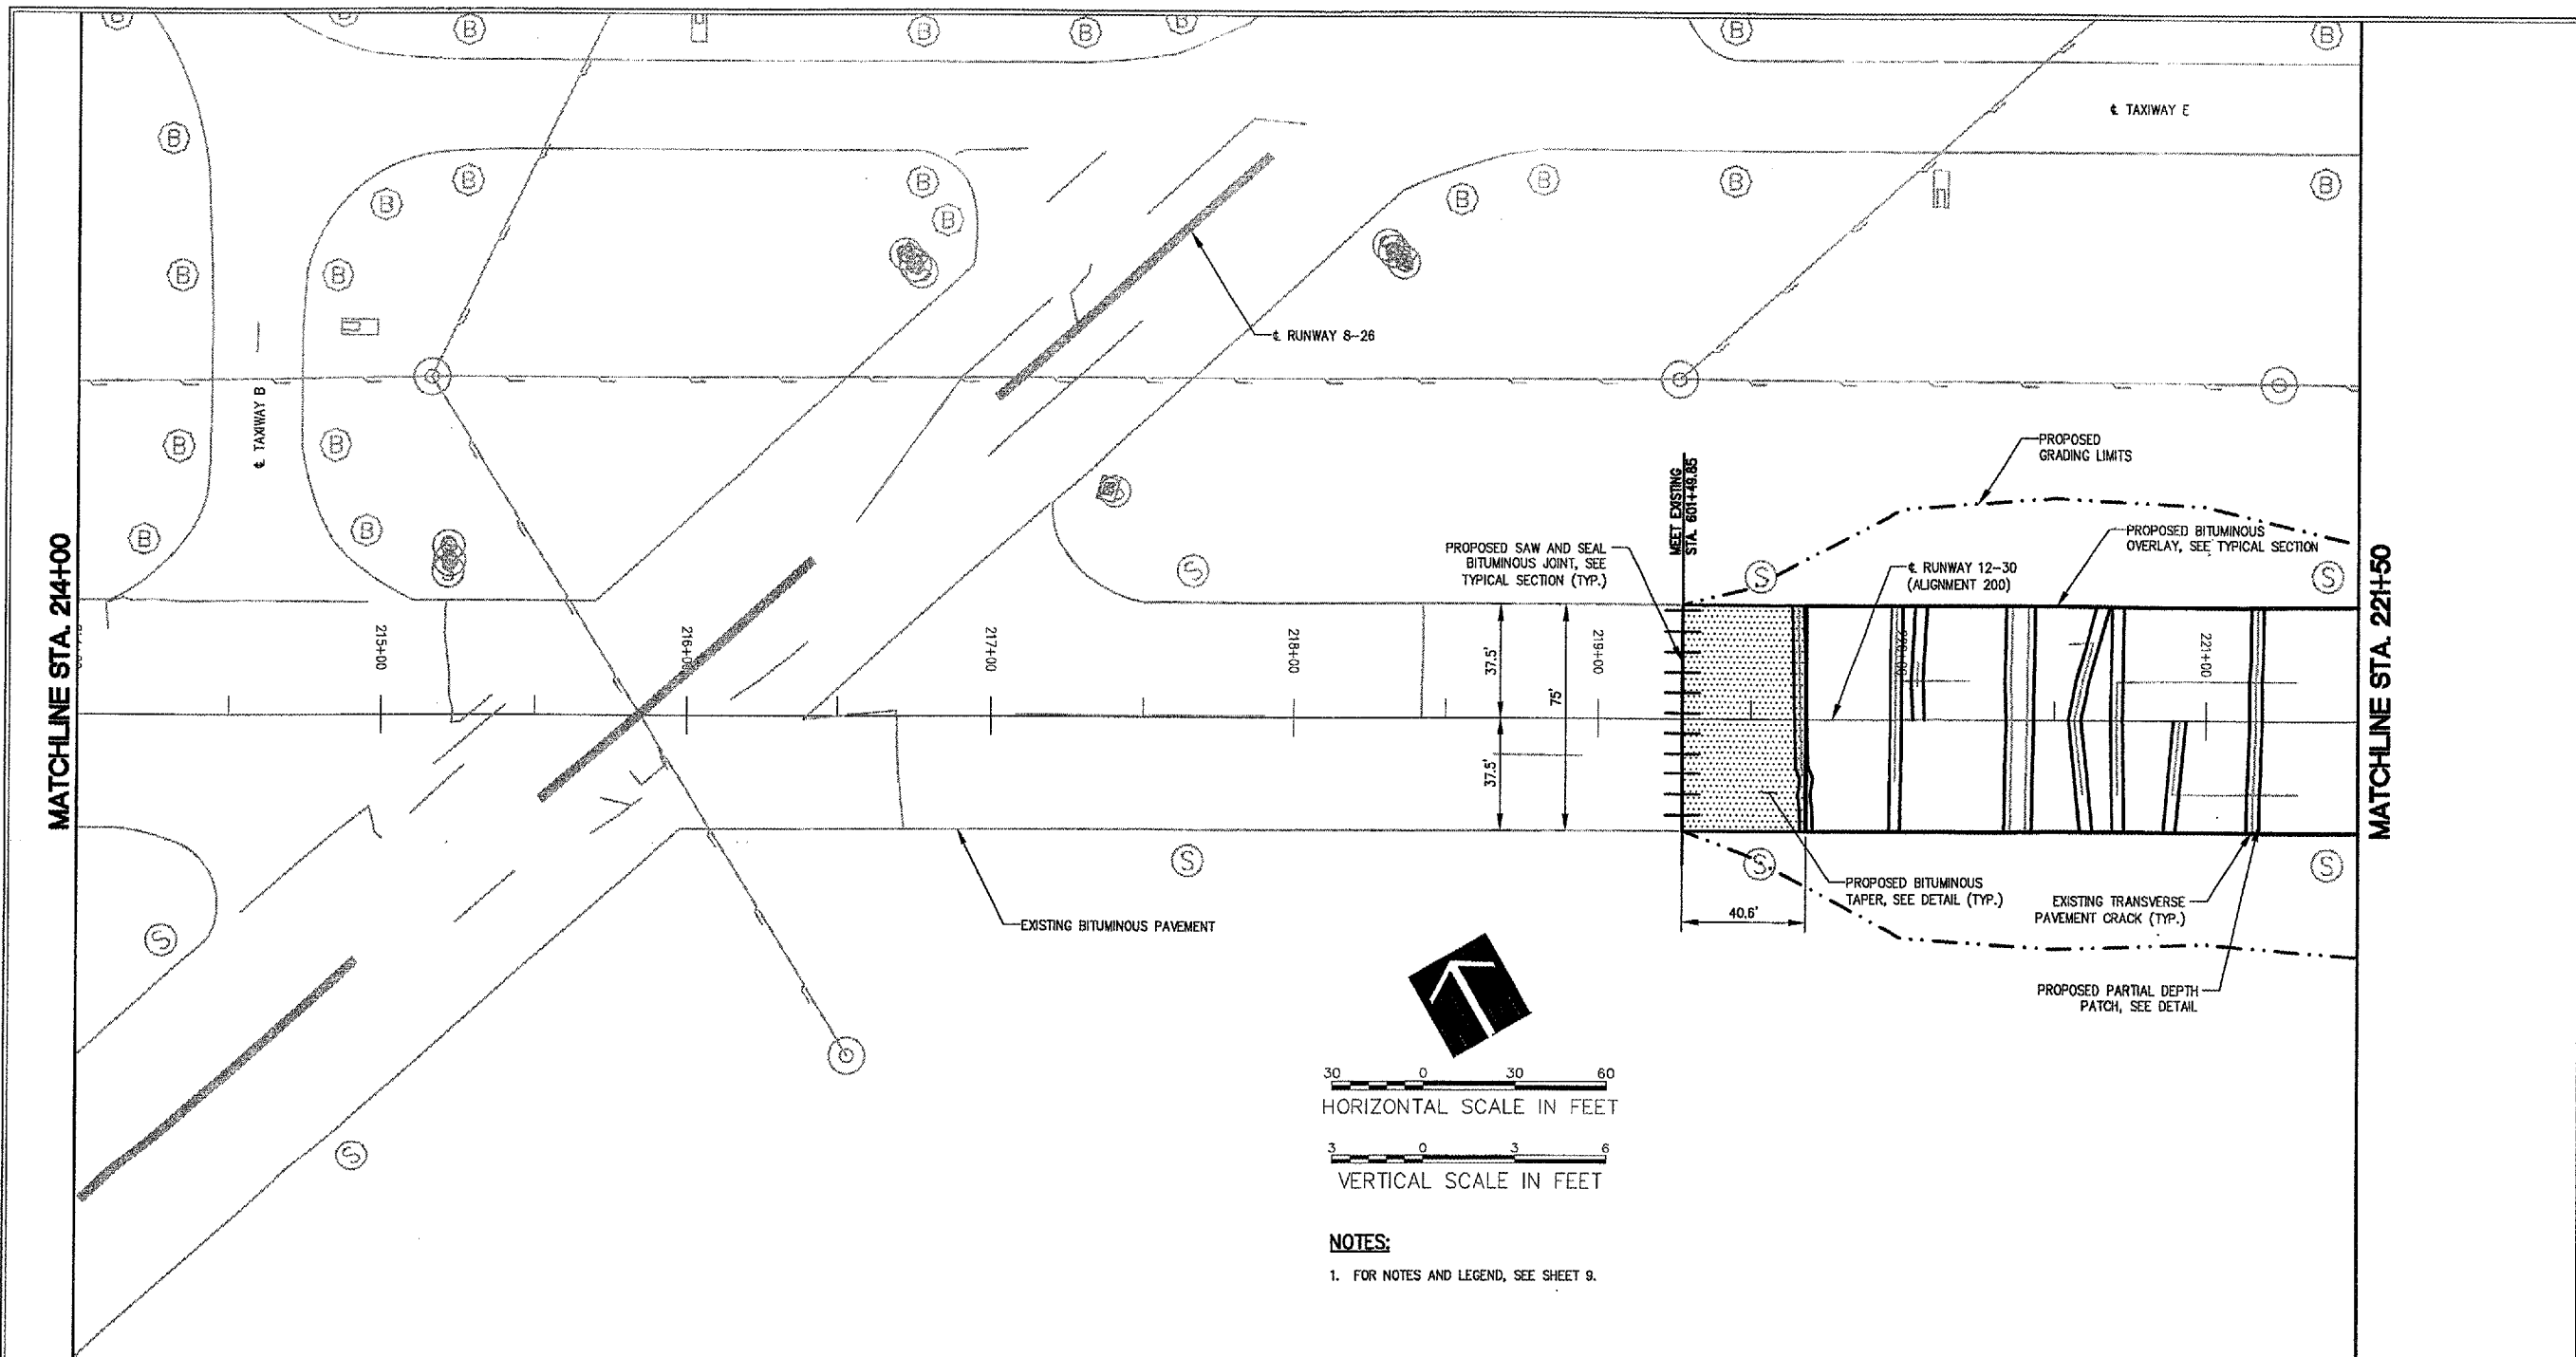 B
B
B
B
B
B
B
B
℄ TAXIWAY E
B
B
B
B
B
B
B
B
B
B
B
B
℄ RUNWAY 8-26
℄ TAXIWAY B
B
B
PROPOSED
GRADING LIMITS
MEET EXISTING
STA. 601+49.85
B
B
MATCHLINE STA. 214+00
PROPOSED SAW AND SEAL
BITUMINOUS JOINT, SEE
TYPICAL SECTION (TYP.)
PROPOSED BITUMINOUS
OVERLAY, SEE TYPICAL SECTION
℄ RUNWAY 12-30
(ALIGNMENT 200)
S
S
S
MATCHLINE STA. 221+50
215+00
216+00
217+00
218+00
219+00
220+00
221+00
37.5'
75'
37.5'
S
S
S
PROPOSED BITUMINOUS
TAPER, SEE DETAIL (TYP.)
EXISTING TRANSVERSE
PAVEMENT CRACK (TYP.)
40.6'
EXISTING BITUMINOUS PAVEMENT
S
PROPOSED PARTIAL DEPTH
PATCH, SEE DETAIL
30 0 30 60
HORIZONTAL SCALE IN FEET
3 0 3 6
VERTICAL SCALE IN FEET
S
NOTES:
1. FOR NOTES AND LEGEND, SEE SHEET 9.